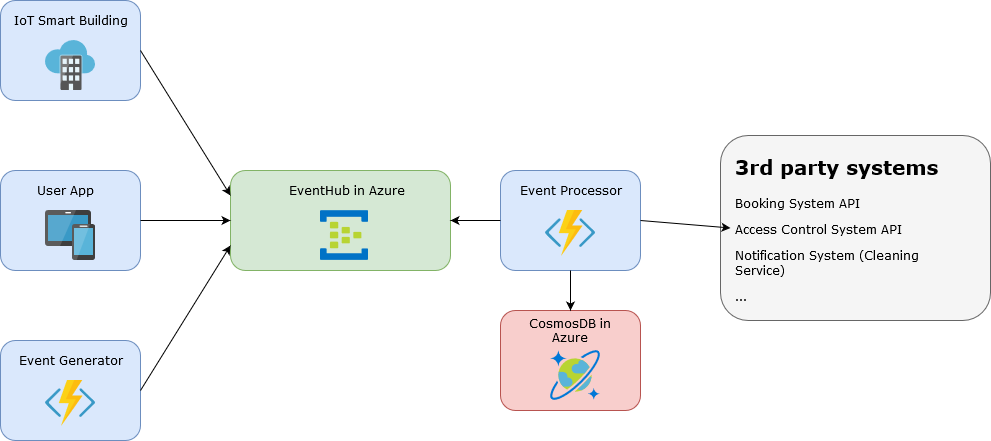 IoT Smart Building
User App
Event Generator
EventHub in Azure
Event Processor
CosmosDB in
Azure
3rd party systems
Booking System API
Access Control System API
Notification System (Cleaning
Service)
...